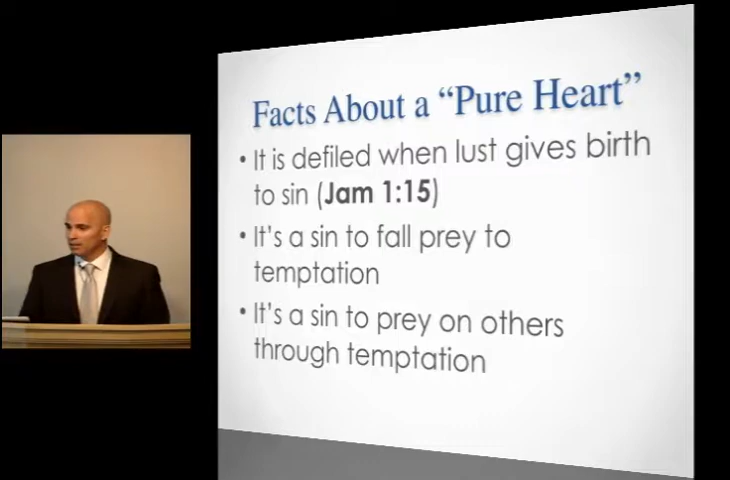 Facts About a “Pure Heart”
• It is defiled when lust gives birth
to sin (Jam 1:15)
• It’s a sin to fall prey to
temptation
• It’s a sin to prey on others
through temptation